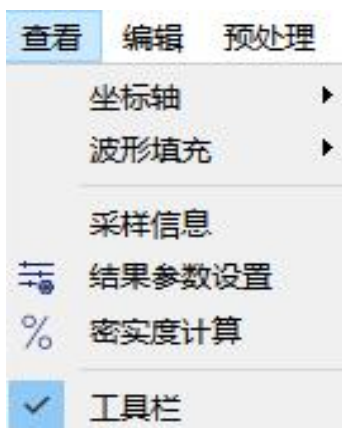 查看 编辑 预处理
坐标轴
波形填充
采样信息
结果参数设置
密实度计算
工具栏